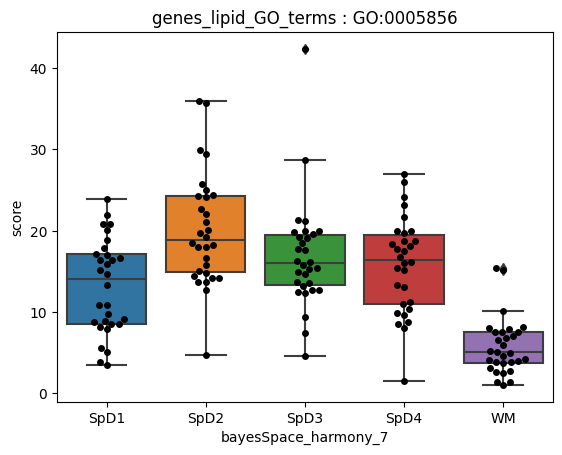 genes_lipid_GO_terms : GO:0005856
score
40
30
20
10
0
SpD1 SpD2 SpD3 SpD4 WM
bayesSpace_harmony_7